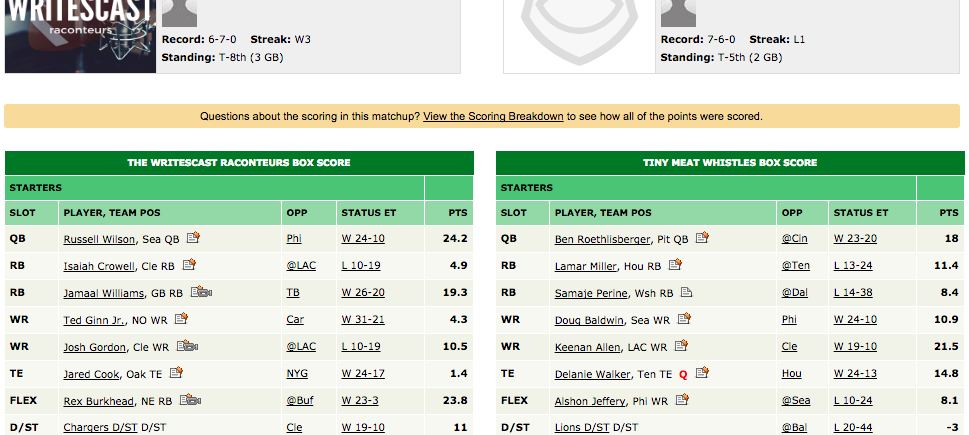 WRITESCAST
raconteurs
Record: 6-7-0 Streak: W3
Standing: T-8th (3 GB)
Record: 7-6-0 Streak: L1
Standing: T-5th (2 GB)
Questions about the scoring in this matchup? View the Scoring Breakdown to see how all of the points were scored.
THE WRITESCAST RACONTEURS BOX SCORE
STARTERS
SLOT PLAYER, TEAM POS OPP STATUS ET PTS
QB Russell Wilson, Sea QB Phi W 24-10 24.2
RB Isaiah Crowell, Cle RB @LAC L 10-19 4.9
RB Jamaal Williams, GB RB TB W 26-20 19.3
WR Ted Ginn Jr., NO WR Car W 31-21 4.3
WR Josh Gordon, Cle WR @LAC L 10-19 10.5
TE Jared Cook, Oak TE NYG W 24-17 1.4
FLEX Rex Burkhead, NE RB @Buf W 23-3 23.8
D/ST Chargers D/ST D/ST Cle W 19-10 11
TINY MEAT WHISTLES BOX SCORE
STARTERS
SLOT PLAYER, TEAM POS OPP STATUS ET PTS
QB Ben Roethlisberger, Pit QB @Cin W 23-20 18
RB Lamar Miller, Hou RB @Ten L 13-24 11.4
RB Samaje Perine, Wsh RB @Dal L 14-38 8.4
WR Doug Baldwin, Sea WR Phi W 24-10 10.9
WR Keenan Allen, LAC WR Cle W 19-10 21.5
TE Delanie Walker, Ten TE Q Hou W 24-13 14.8
FLEX Alshon Jeffery, Phi WR @Sea L 10-24 8.1
D/ST Lions D/ST D/ST @Bal L 20-44 -3